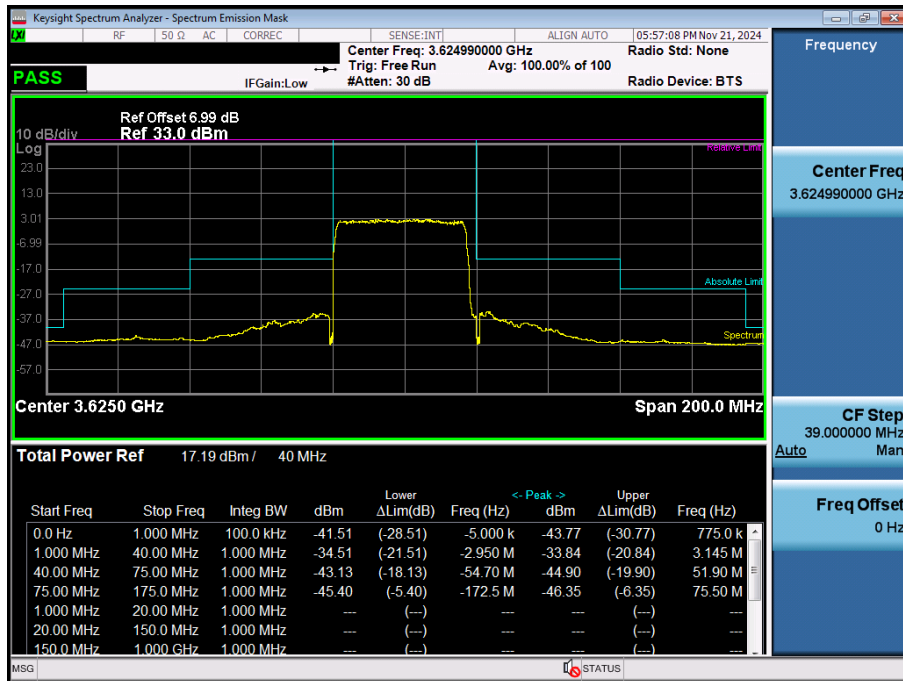 Keysight Spectrum Analyzer - Spectrum Emission Mask
LXI RF 50 Ω AC CORREC SENSE:INT ALIGN AUTO 05:57:08 PM Nov 21, 2024
Center Freq: 3.624990000 GHz Radio Std: None
Trig: Free Run Avg: 100.00% of 100
PASS IFGain:Low #Atten: 30 dB Radio Device: BTS
Ref Offset 6.99 dB
10 dB/div Ref 33.0 dBm
Log
Relative Limit
23.0
13.0
3.01
-6.99
-17.0
Absolute Limit
-27.0
-37.0
Spectrum
-47.0
-57.0
Center 3.6250 GHz Span 200.0 MHz
Total Power Ref 17.19 dBm / 40 MHz
Lower <- Peak -> Upper
Start Freq Stop Freq Integ BW dBm ΔLim(dB) Freq (Hz) dBm ΔLim(dB) Freq (Hz)
0.0 Hz 1.000 MHz 100.0 kHz -41.51 (-28.51) -5.000 k -43.77 (-30.77) 775.0 k
1.000 MHz 40.00 MHz 1.000 MHz -34.51 (-21.51) -2.950 M -33.84 (-20.84) 3.145 M
40.00 MHz 75.00 MHz 1.000 MHz -43.13 (-18.13) -54.70 M -44.90 (-19.90) 51.90 M
75.00 MHz 175.0 MHz 1.000 MHz -45.40 (-5.40) -172.5 M -46.35 (-6.35) 75.50 M
1.000 MHz 20.00 MHz 1.000 MHz --- (---) --- --- (---) ---
20.00 MHz 150.0 MHz 1.000 MHz --- (---) --- --- (---) ---
150.0 MHz 1.000 GHz 1.000 MHz --- (---) --- --- (---) ---
MSG STATUS
Frequency
Center Freq
3.624990000 GHz
CF Step
39.000000 MHz
Auto Man
Freq Offset
0 Hz